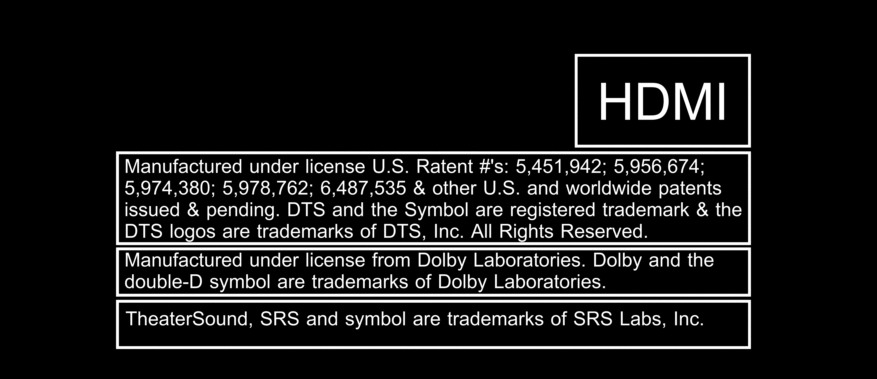 HDMI
Manufactured under license U.S. Ratent #'s: 5,451,942; 5,956,674;
5,974,380; 5,978,762; 6,487,535 & other U.S. and worldwide patents
issued & pending. DTS and the Symbol are registered trademark & the
DTS logos are trademarks of DTS, Inc. All Rights Reserved.
Manufactured under license from Dolby Laboratories. Dolby and the
double-D symbol are trademarks of Dolby Laboratories.
TheaterSound, SRS and symbol are trademarks of SRS Labs, Inc.